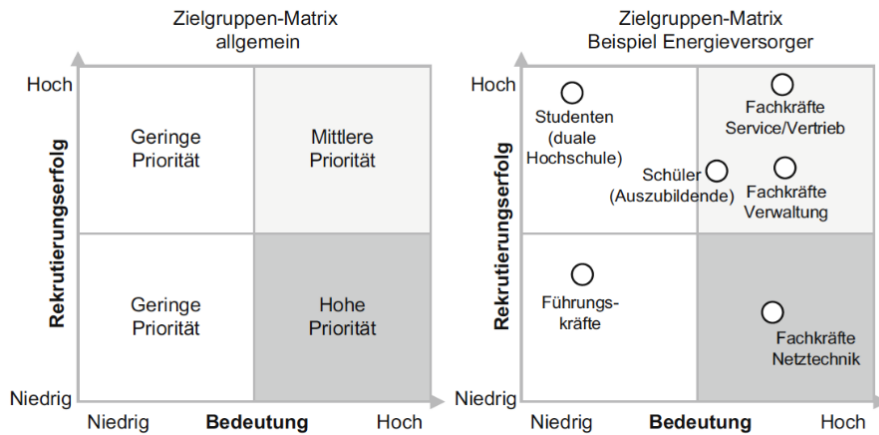 Zielgruppen-Matrix
allgemein
Hoch
Geringe
Priorität
Mittlere
Priorität
Geringe
Priorität
Hohe
Priorität
Rekrutierungserfolg
Niedrig
Niedrig
Bedeutung
Hoch
Zielgruppen-Matrix
Beispiel Energieversorger
Hoch
Studenten
(duale
Hochschule)
Fachkräfte
Service/Vertrieb
Schüler
(Auszubildende)
Fachkräfte
Verwaltung
Führungs-
kräfte
Fachkräfte
Netztechnik
Rekrutierungserfolg
Niedrig
Niedrig
Bedeutung
Hoch